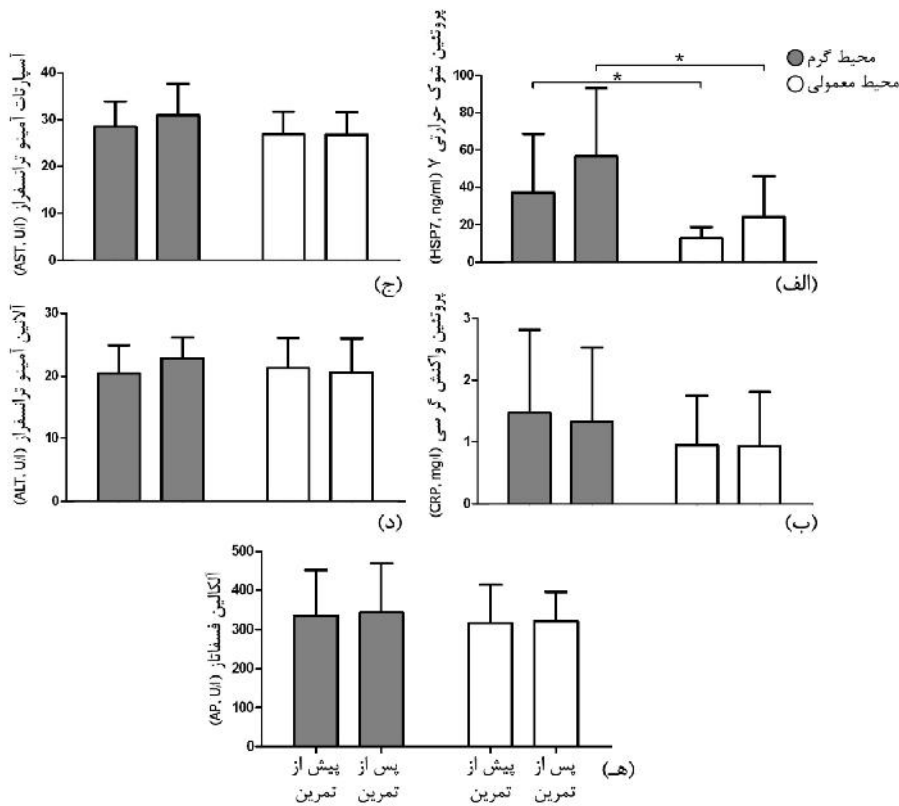 محیط گرم
محیط معمولی
پروتئین شوک حرارتی ۷
(HSP7, ng/ml)
100
80
60
40
20
0
*
*
(الف)
آسپارتات آمینو ترانسفراز
(AST, U/l)
40
30
20
10
0
(ج)
پروتئین واکنش گر سی
(CRP, mg/l)
3
2
1
0
(ب)
آلانین آمینو ترانسفراز
(ALT, U/l)
30
20
10
0
(د)
آلکالین فسفاتاز
(AP, U/l)
500
400
300
200
100
0
پیش از
تمرین
پس از
تمرین
پیش از
تمرین
پس از
تمرین
(هـ)